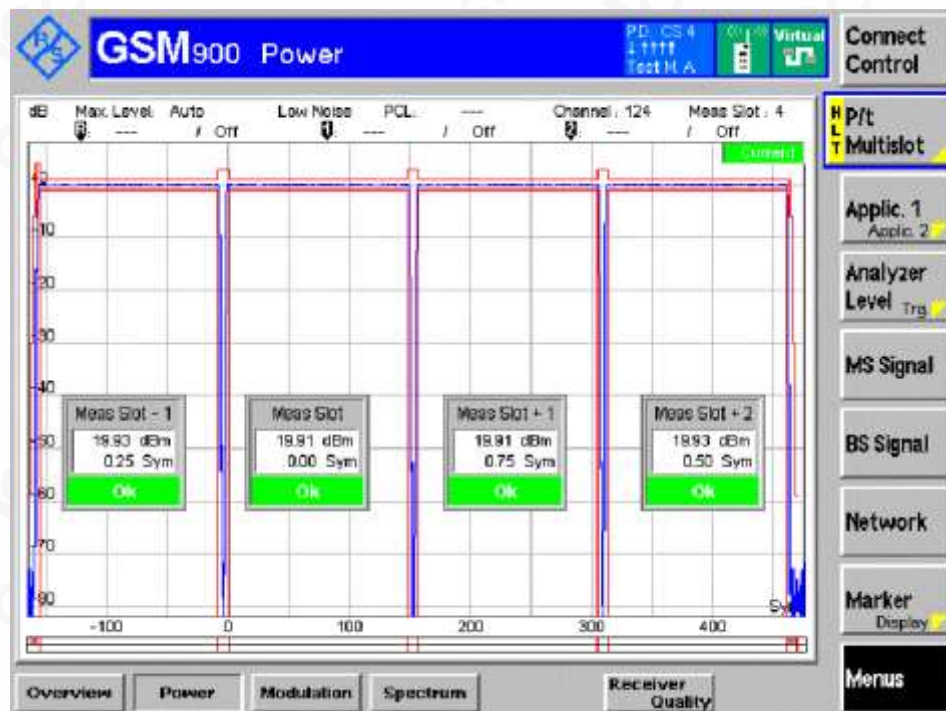 GSM900 Power
P.D. CS 4
Test M. A.
Virtual
Connect
Control
dB Max. Level: Auto Low Noise PCL: --- Channel: 124 Meas Slot: 4
--- / Off 1: --- / Off 2: --- / Off
Current
HLT
P/t
Multislot
Applic. 1
Applic. 2
Analyzer
Level Trg.
MS Signal
BS Signal
Network
Marker
Display
Menus
-10
-20
-30
-40
-50
-60
-70
-90
Meas Slot - 1
19.93 dBm
0.25 Sym
Ok
Meas Slot
19.91 dBm
0.00 Sym
Ok
Meas Slot + 1
19.91 dBm
0.75 Sym
Ok
Meas Slot + 2
19.93 dBm
0.50 Sym
Ok
-100 0 100 200 300 400
Overview Power Modulation Spectrum Receiver Quality